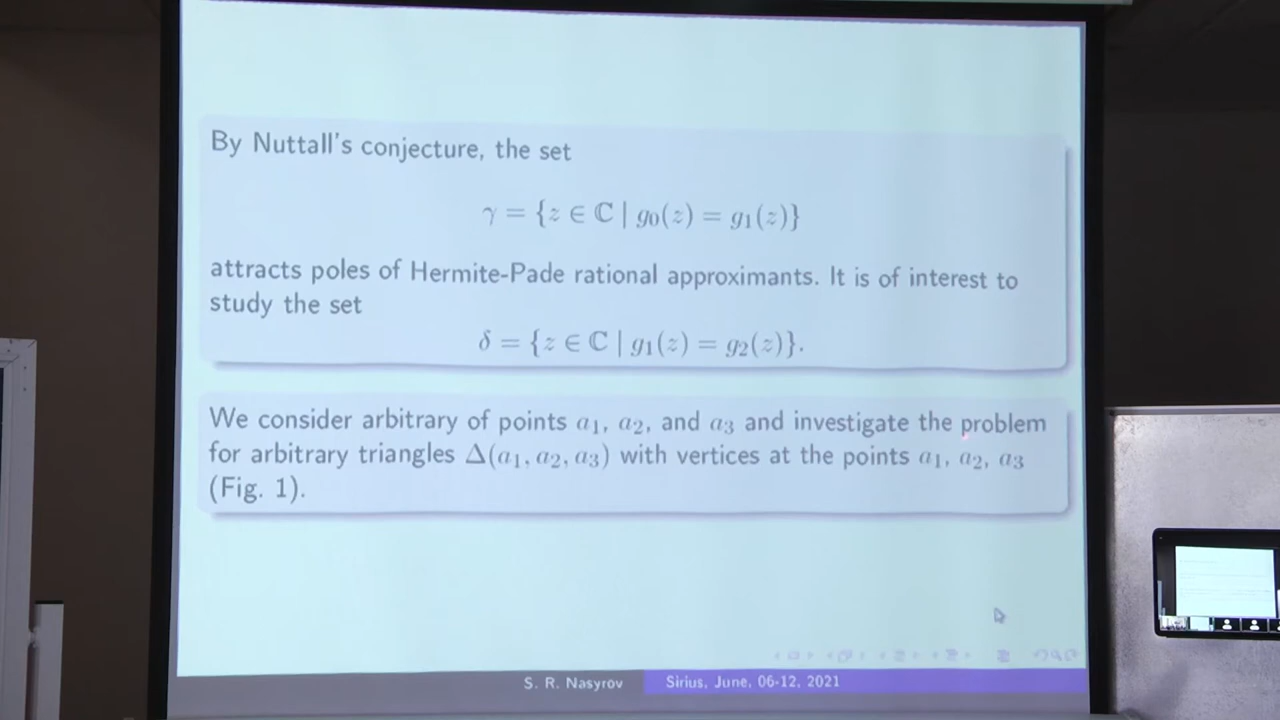 By Nuttall's conjecture, the set
γ = {z ∈ ℂ | g₀(z) = g₁(z)}
attracts poles of Hermite-Pade rational approximants. It is of interest to
study the set
δ = {z ∈ ℂ | g₁(z) = g₂(z)}.
We consider arbitrary of points a₁, a₂, and a₃ and investigate the problem
for arbitrary triangles Δ(a₁, a₂, a₃) with vertices at the points a₁, a₂, a₃
(Fig. 1).
S. R. Nasyrov Sirius, June, 06-12, 2021